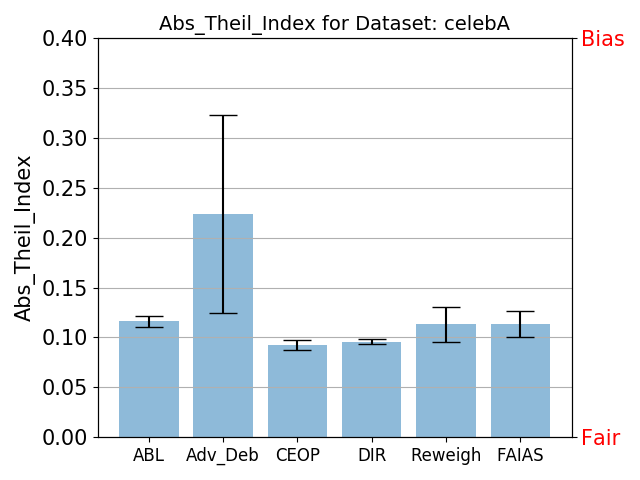 Abs_Theil_Index for Dataset: celebA
Abs_Theil_Index
0.40
0.35
0.30
0.25
0.20
0.15
0.10
0.05
0.00
Bias
Fair
ABL Adv_Deb CEOP DIR Reweigh FAIAS